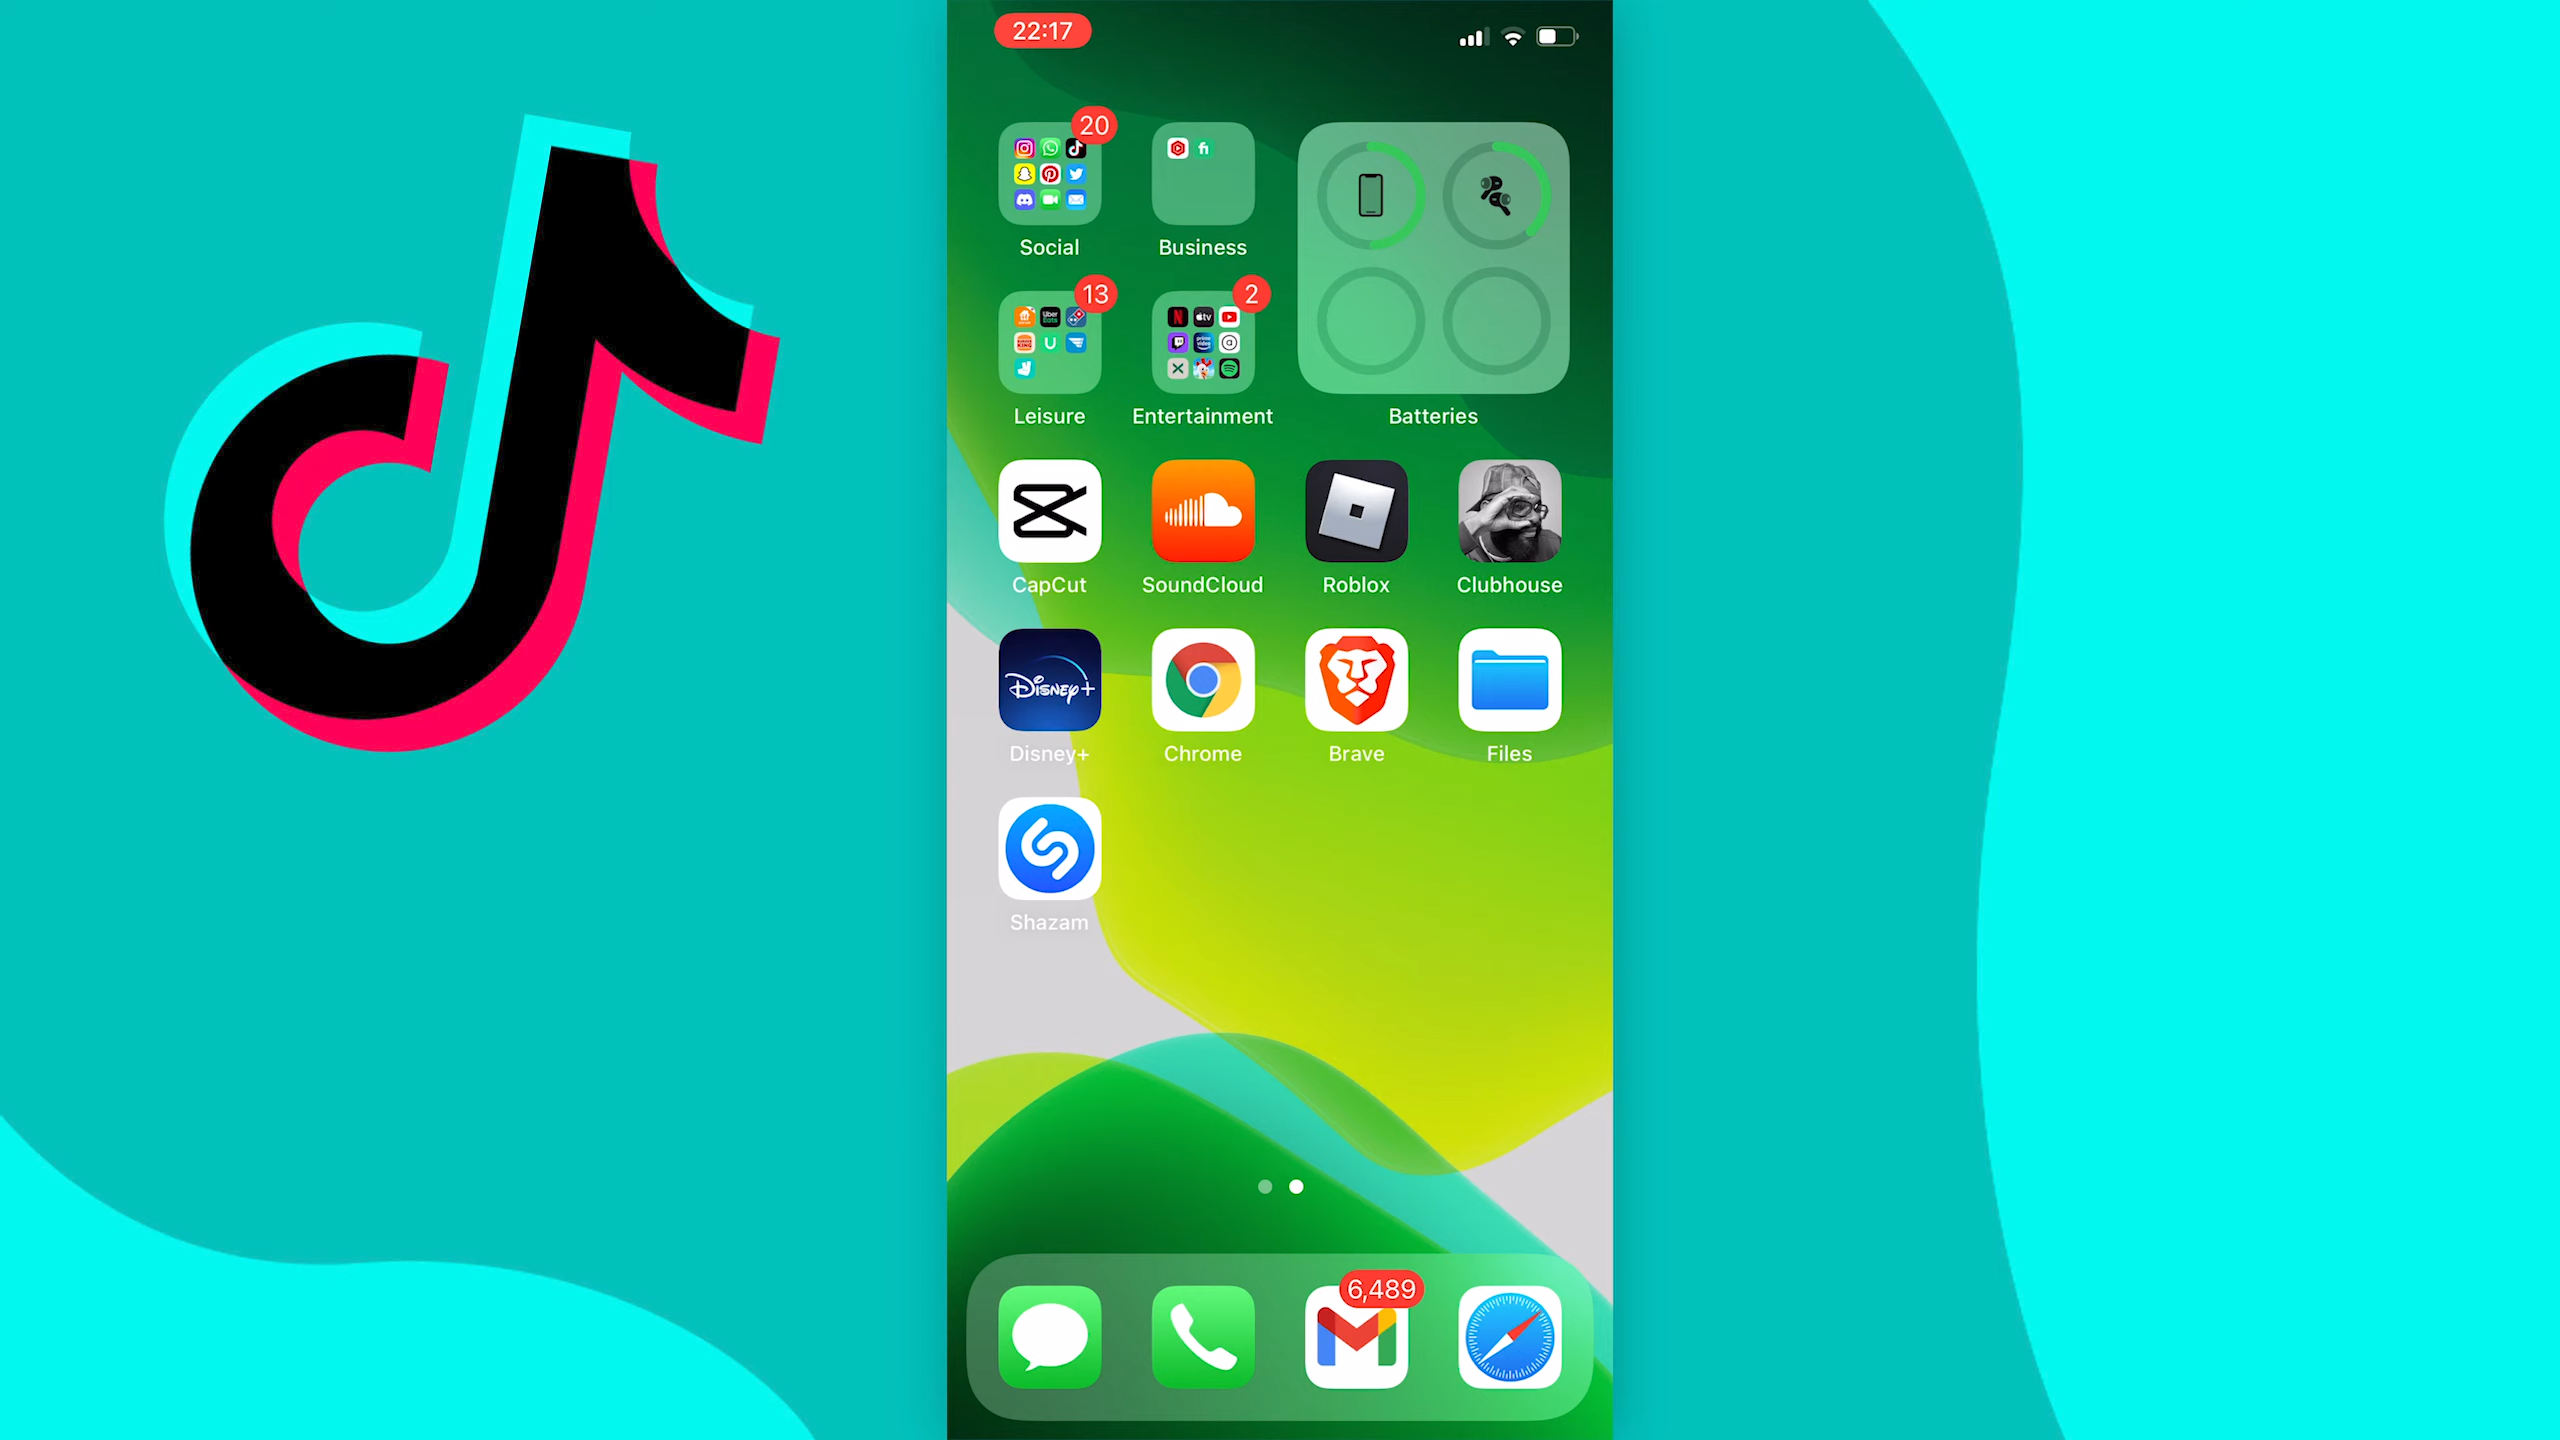 22:17
20
Social
Business
13
2
Leisure
Entertainment
Batteries
CapCut
SoundCloud
Roblox
Clubhouse
Disney+
Disney+
Chrome
Brave
Files
Shazam
6,489